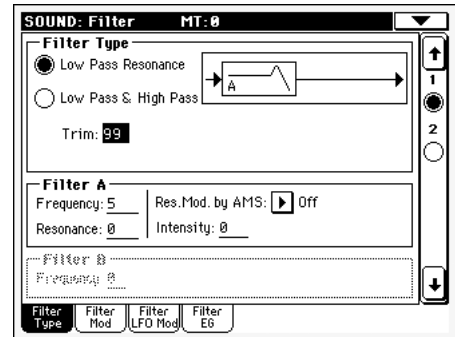 SOUND: Filter MT:0
Filter Type
Low Pass Resonance
A
Low Pass & High Pass
Trim: 99
1
2
Filter A
Frequency: 5 Res.Mod. by AMS: Off
Resonance: 0 Intensity: 0
Filter B
Frequency 0
Filter Type
Filter Mod
Filter LFO Mod
Filter EG